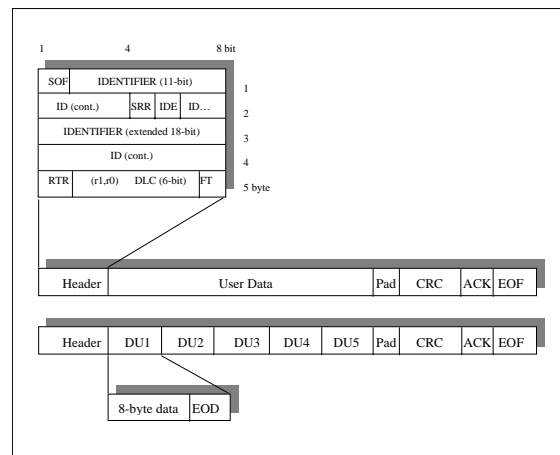 1 4 8 bit
SOF IDENTIFIER (11-bit) 1
ID (cont.) SRR IDE ID… 2
IDENTIFIER (extended 18-bit) 3
ID (cont.) 4
RTR (r1,r0) DLC (6-bit) FT 5 byte
Header User Data Pad CRC ACK EOF
Header DU1 DU2 DU3 DU4 DU5 Pad CRC ACK EOF
8-byte data EOD